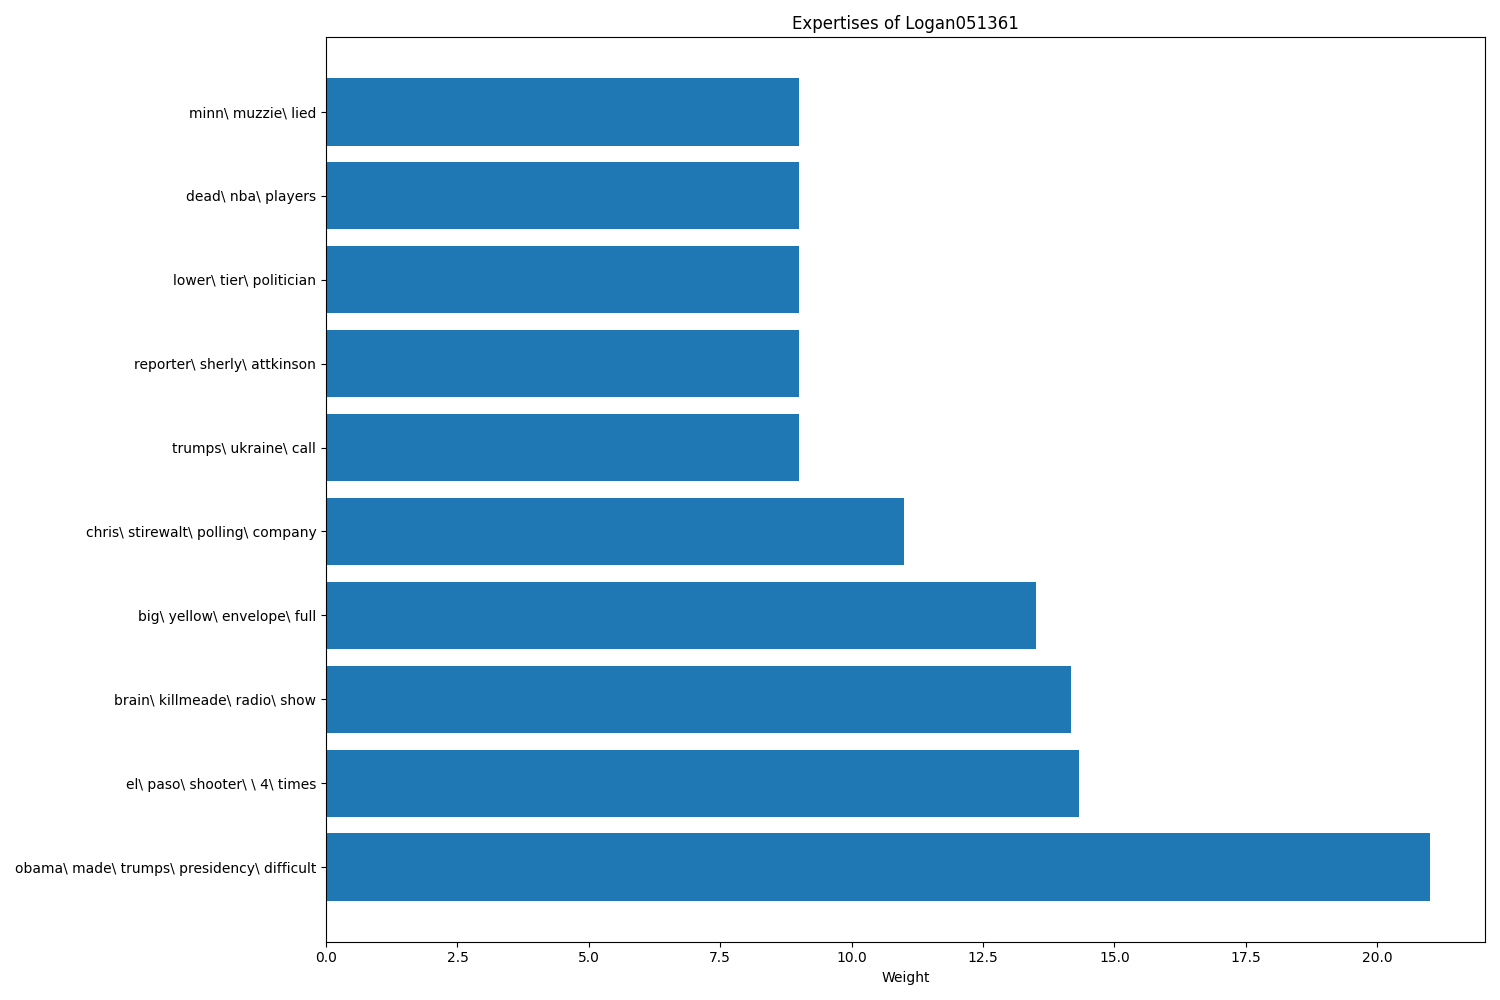 Expertises of Logan051361
minn\ muzzie\ lied
dead\ nba\ players
lower\ tier\ politician
reporter\ sherly\ attkinson
trumps\ ukraine\ call
chris\ stirewalt\ polling\ company
big\ yellow\ envelope\ full
brain\ killmeade\ radio\ show
el\ paso\ shooter\ \ 4\ times
obama\ made\ trumps\ presidency\ difficult
0.0 2.5 5.0 7.5 10.0 12.5 15.0 17.5 20.0
Weight